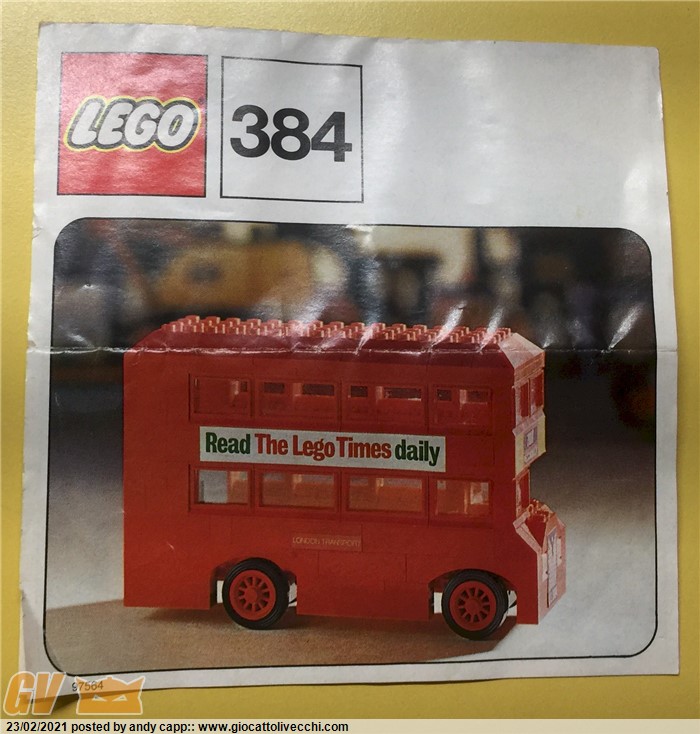 LEGO
384
Read The Lego Times daily
LONDON TRANSPORT
97584
GV
23/02/2021 posted by andy capp:: www.giocattolivecchi.com